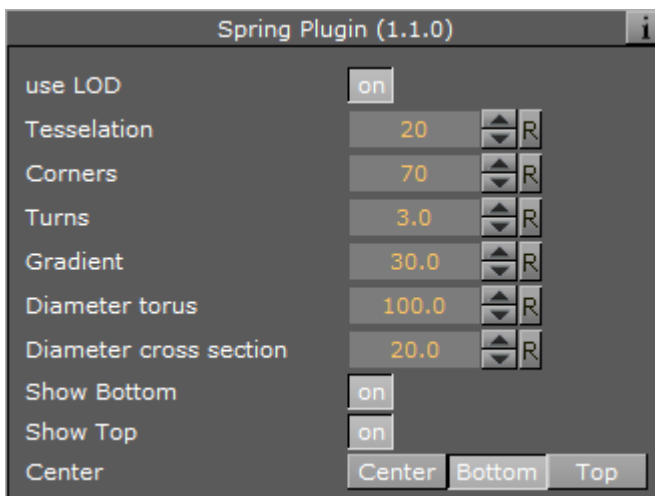 Spring Plugin (1.1.0) i
use LOD on
Tesselation 20 R
Corners 70 R
Turns 3.0 R
Gradient 30.0 R
Diameter torus 100.0 R
Diameter cross section 20.0 R
Show Bottom on
Show Top on
Center Center Bottom Top